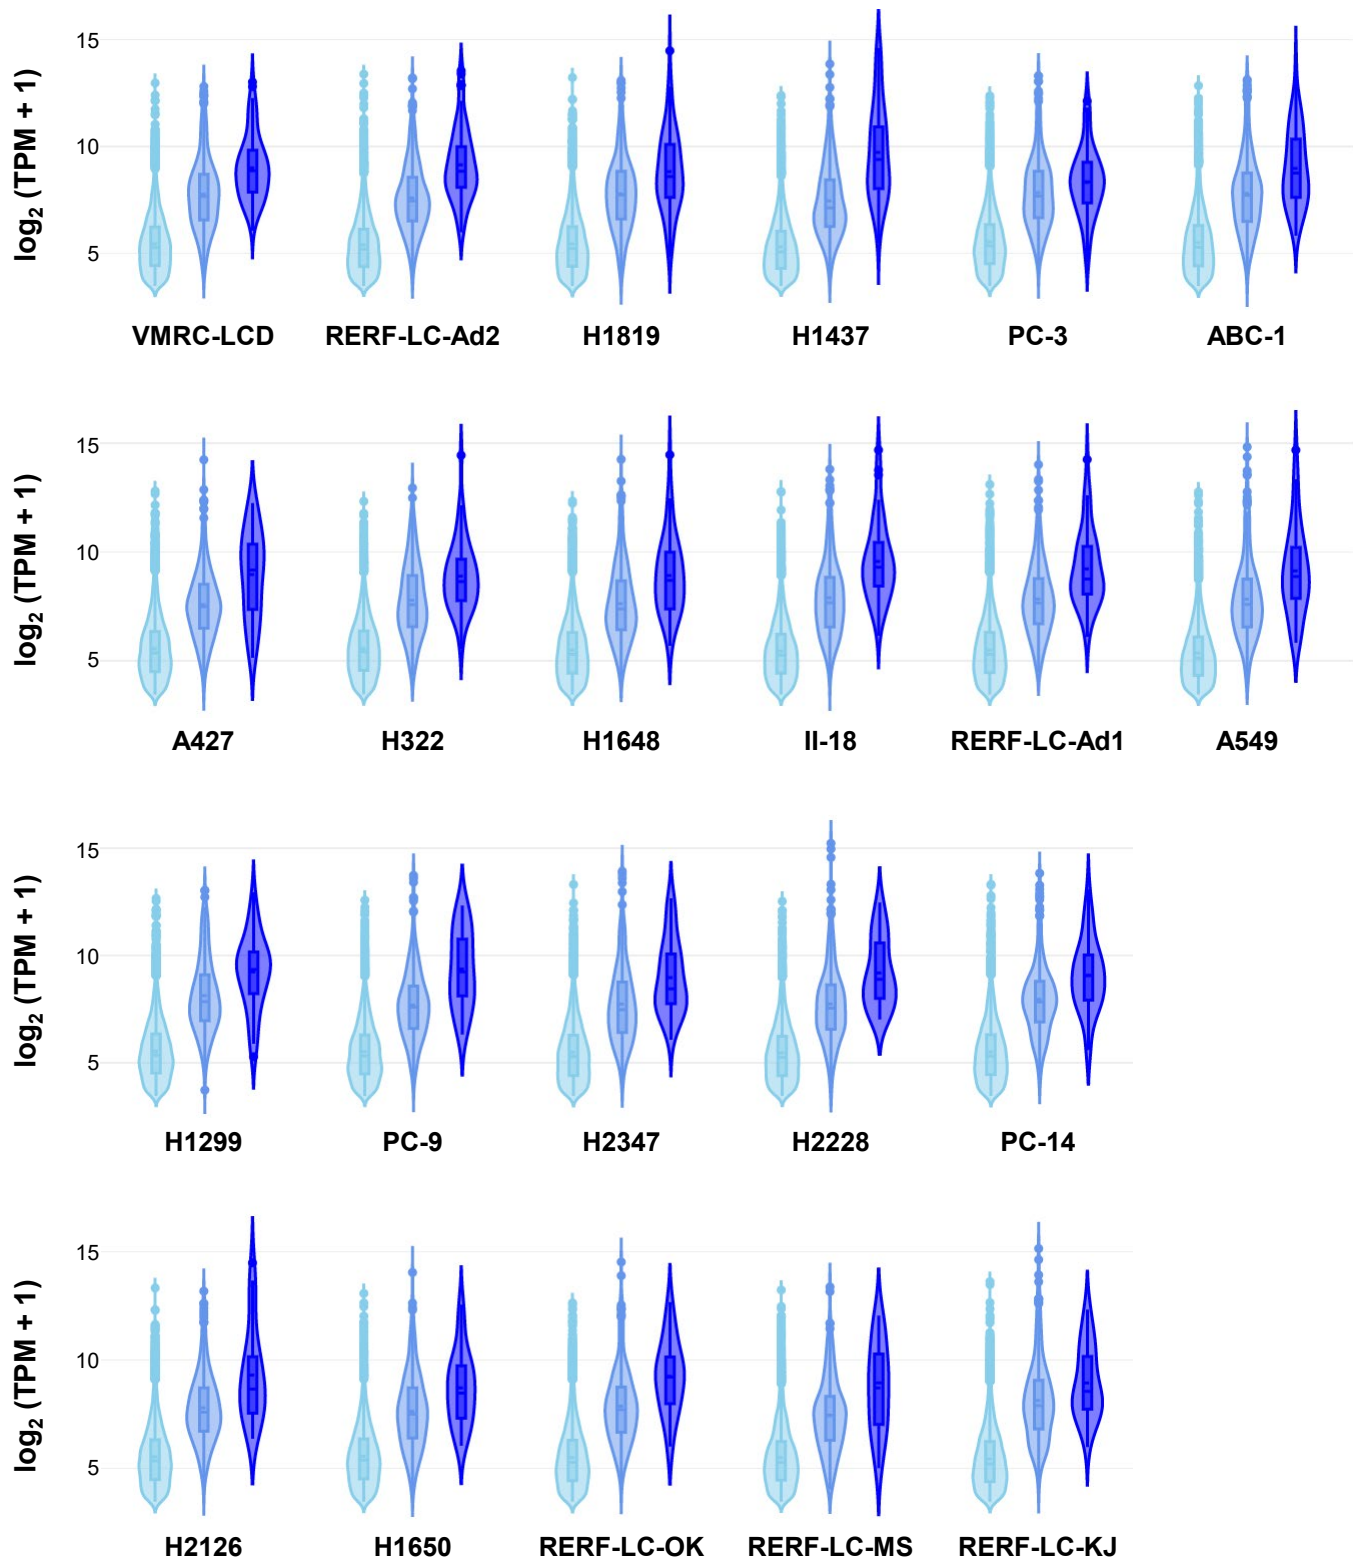 log₂ (TPM + 1)
15
10
5
VMRC-LCD RERF-LC-Ad2 H1819 H1437 PC-3 ABC-1
log₂ (TPM + 1)
15
10
5
A427 H322 H1648 II-18 RERF-LC-Ad1 A549
log₂ (TPM + 1)
15
10
5
H1299 PC-9 H2347 H2228 PC-14
log₂ (TPM + 1)
15
10
5
H2126 H1650 RERF-LC-OK RERF-LC-MS RERF-LC-KJ